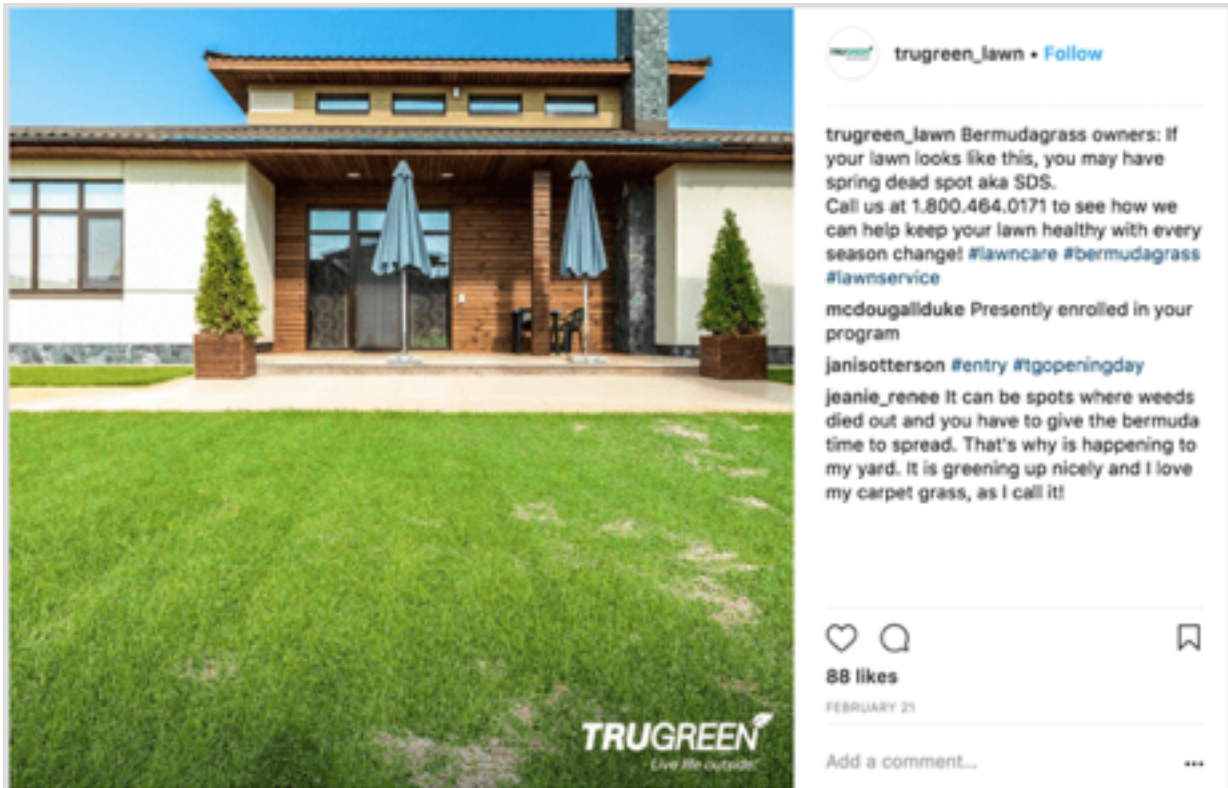 trugreen_lawn • Follow
trugreen_lawn Bermudagrass owners: If
your lawn looks like this, you may have
spring dead spot aka SDS.
Call us at 1.800.464.0171 to see how we
can help keep your lawn healthy with every
season change! #lawncare #bermudagrass
#lawnservice
mcdougallduke Presently enrolled in your
program
janisotterson #entry #tgopeningday
jeanie_renee It can be spots where weeds
died out and you have to give the bermuda
time to spread. That's why is happening to
my yard. It is greening up nicely and I love
my carpet grass, as I call it!
88 likes
FEBRUARY 21
Add a comment...
TRUGREEN
Live life outside.